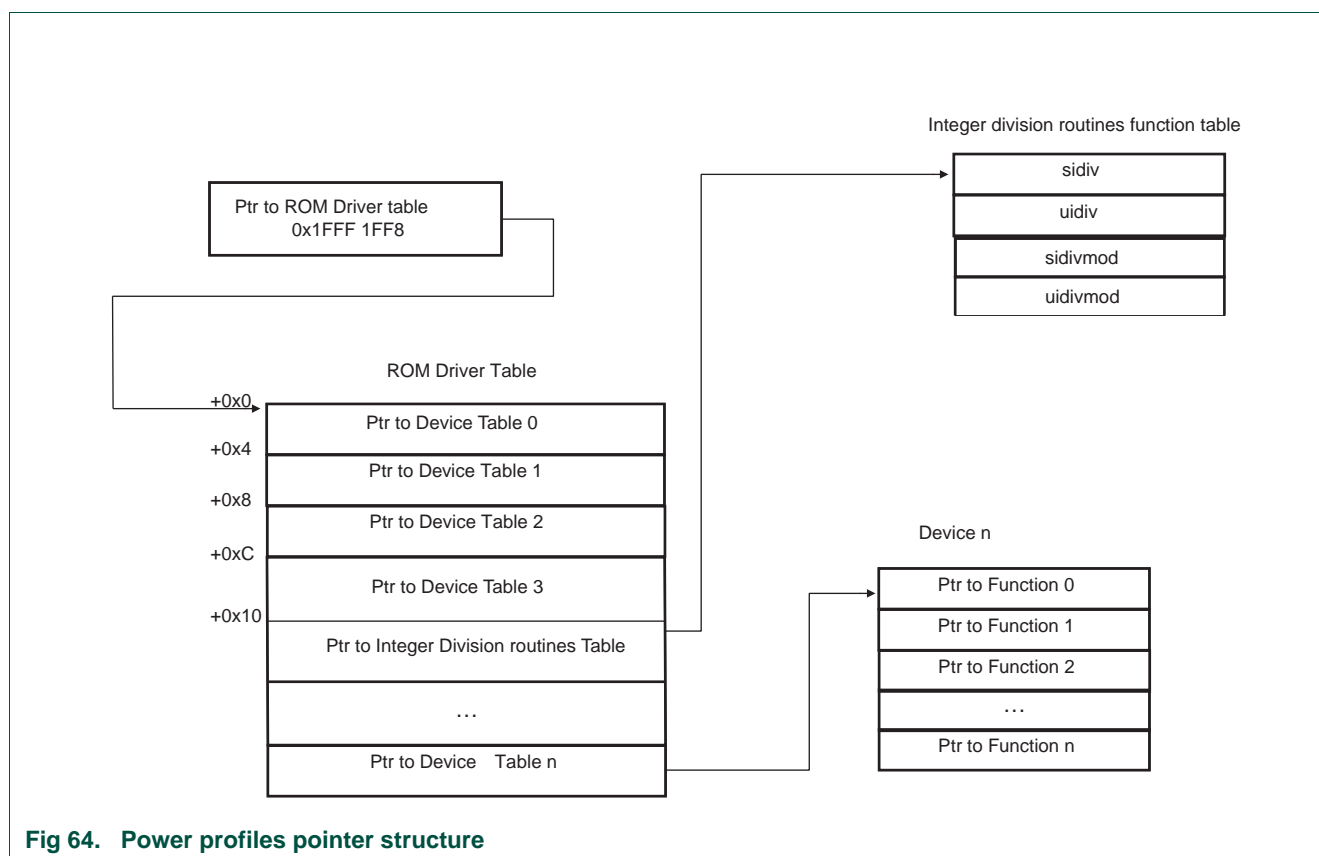 Integer division routines function table
sidiv
uidiv
sidivmod
uidivmod
Ptr to ROM Driver table
0x1FFF 1FF8
ROM Driver Table
+0x0
Ptr to Device Table 0
+0x4
Ptr to Device Table 1
+0x8
Ptr to Device Table 2
+0xC
Ptr to Device Table 3
+0x10
Ptr to Integer Division routines Table
…
Ptr to Device Table n
Device n
Ptr to Function 0
Ptr to Function 1
Ptr to Function 2
…
Ptr to Function n
Fig 64. Power profiles pointer structure